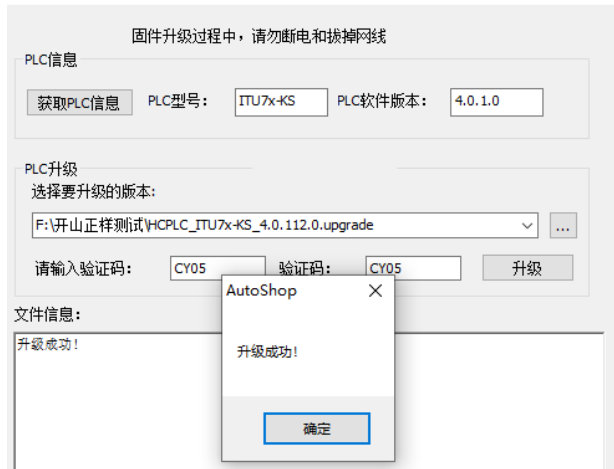 固件升级过程中，请勿断电和拔掉网线
PLC信息
获取PLC信息 PLC型号： ITU7x-KS PLC软件版本： 4.0.1.0
PLC升级
选择要升级的版本:
F:\开山正样测试\HCPLC_ITU7x-KS_4.0.112.0.upgrade ...
请输入验证码： CY05 验证码： CY05 升级
AutoShop
文件信息：
升级成功!
升级成功!
确定